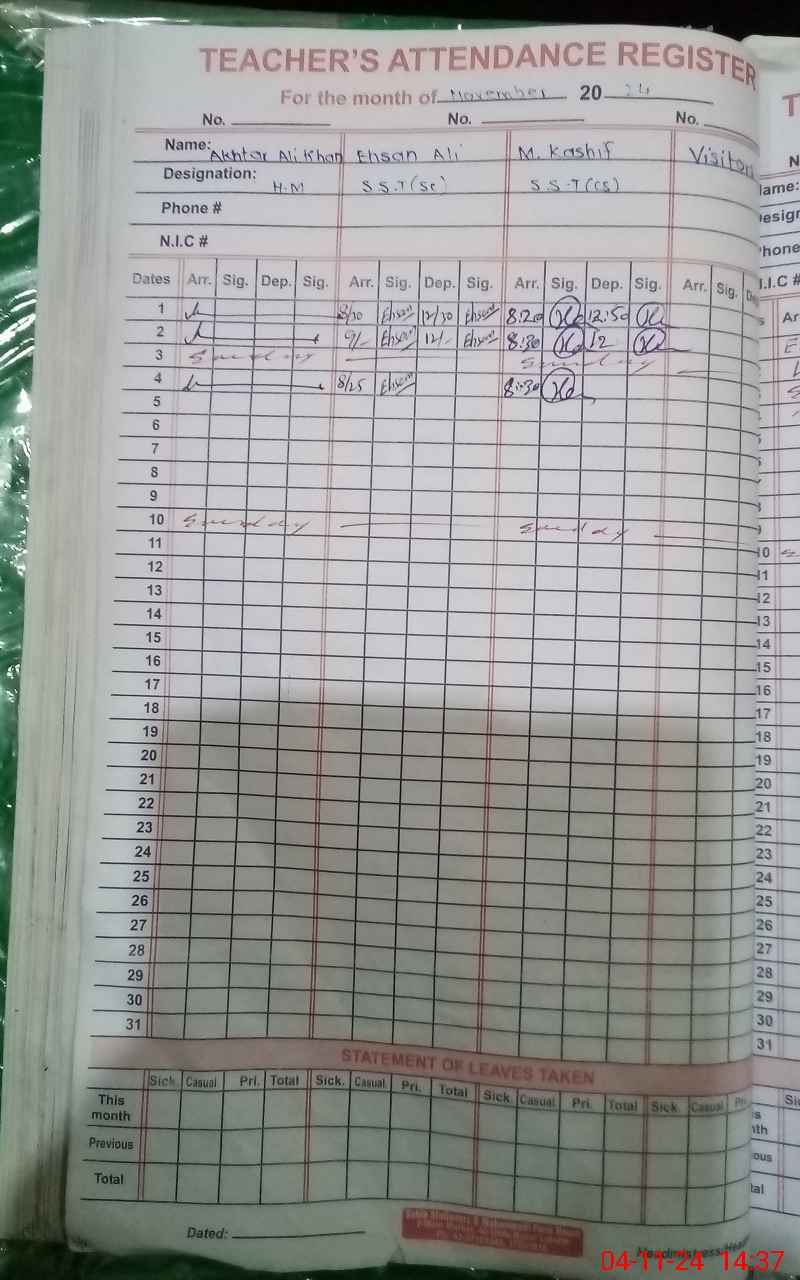 TEACHER'S ATTENDANCE REGISTER
For the month of November 20 24
No. No. No.
Name: Akhtar Ali Khan Ehsan Ali M. Kashif Visitors
Designation: H.M S.S.T(Sc) S.S.T(CS)
Phone #
N.I.C #
Dates Arr. Sig. Dep. Sig. Arr. Sig. Dep. Sig. Arr. Sig. Dep. Sig. Arr. Sig.
1 8/30 Ehsan 12/30 Ehsan 8:20 12:50
2 9/- Ehsan 12/- Ehsan 8:30 12
3 Sunday Sunday
4 8/25 Ehsan 8:30
5
6
7
8
9
10 Sunday Sunday
11
12
13
14
15
16
17
18
19
20
21
22
23
24
25
26
27
28
29
30
31
STATEMENT OF LEAVES TAKEN
Sick. Casual Pri. Total Sick. Casual Pri. Total Sick. Casual Pri. Total Sick. Casual
This month
Previous
Total
Dated:
04-11-24 14:37